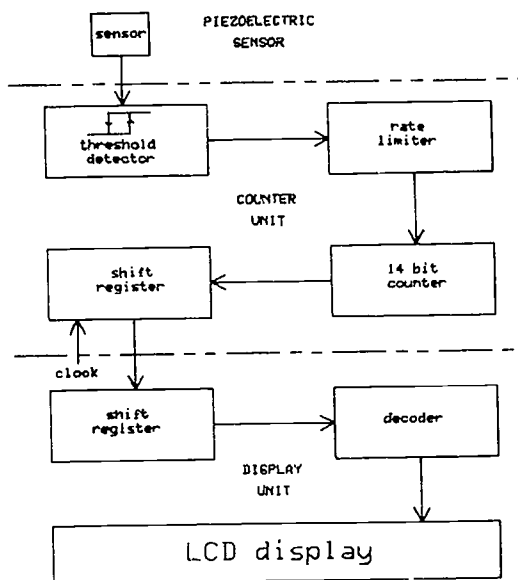 sensor
PIEZOELECTRIC
SENSOR
threshold
detector
rate
limiter
COUNTER
UNIT
shift
register
14 bit
counter
clook
shift
register
decoder
DISPLAY
UNIT
LCD display